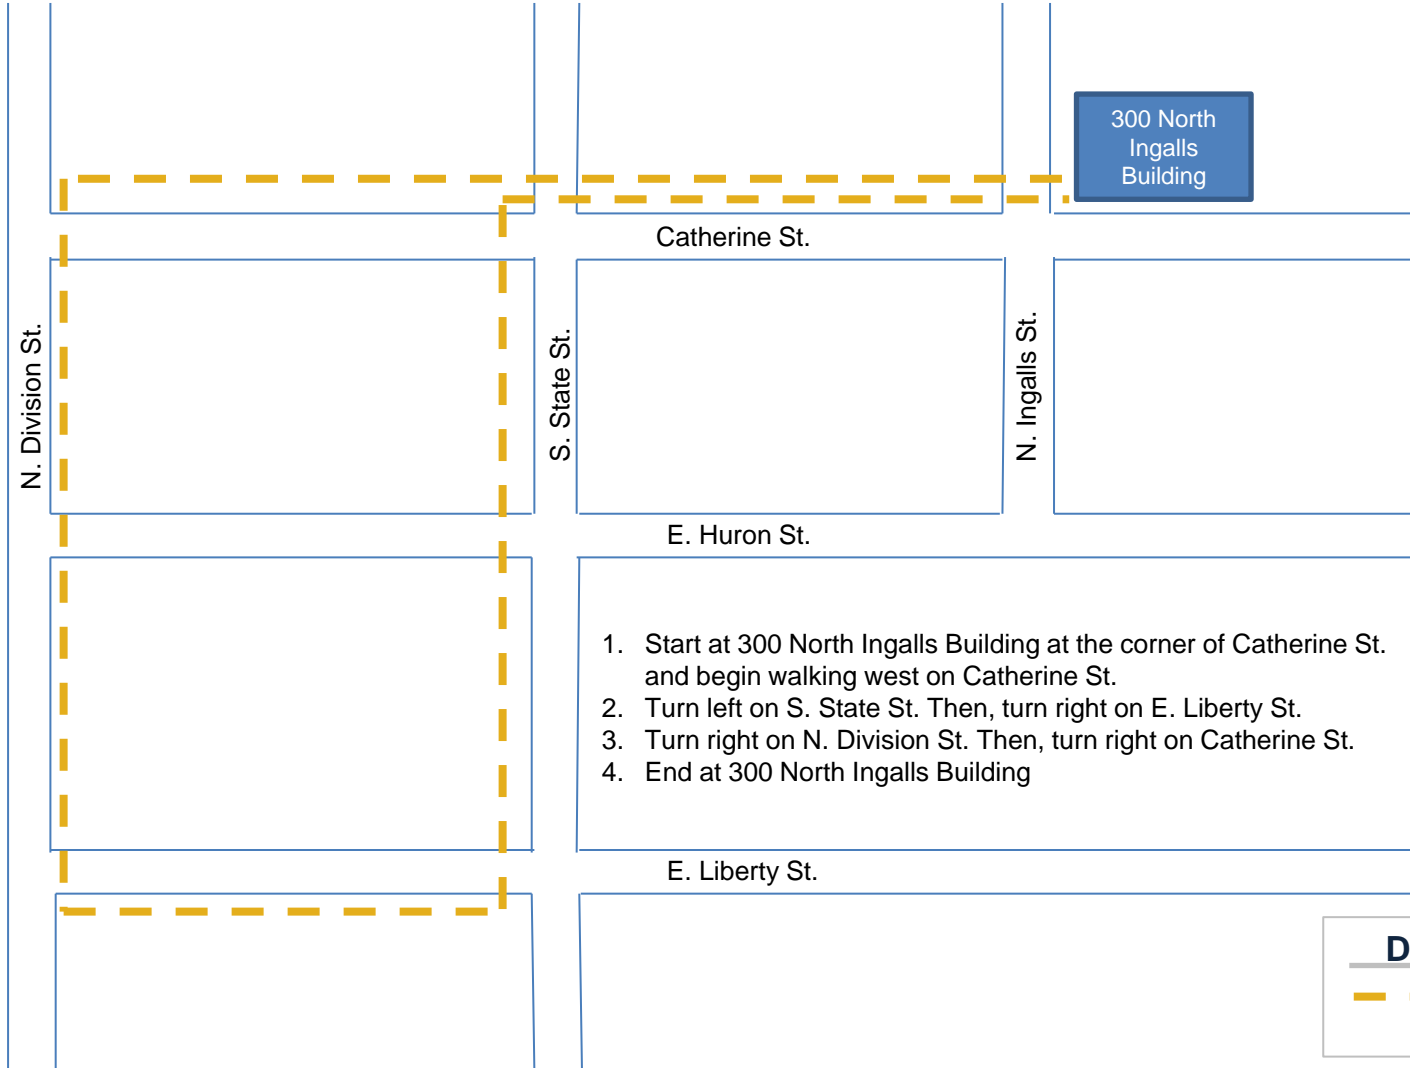 300 North
Ingalls
Building
Catherine St.
N. Division St.
S. State St.
N. Ingalls St.
E. Huron St.
1. Start at 300 North Ingalls Building at the corner of Catherine St.
and begin walking west on Catherine St.
2. Turn left on S. State St. Then, turn right on E. Liberty St.
3. Turn right on N. Division St. Then, turn right on Catherine St.
4. End at 300 North Ingalls Building
E. Liberty St.
D